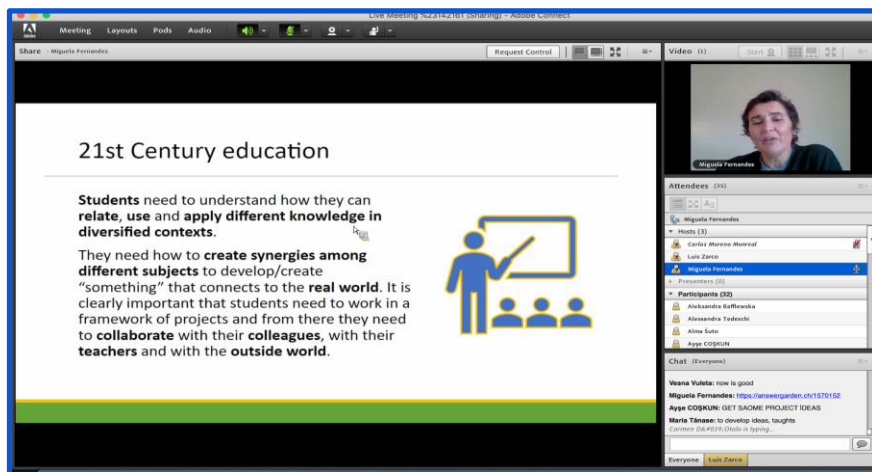 Live Meeting %23142161 (Sharing) - Adobe Connect
Adobe
Meeting Layouts Pods Audio
Share - Miguela Fernandes
Request Control
21st Century education
Students need to understand how they can
relate, use and apply different knowledge in
diversified contexts.
They need how to create synergies among
different subjects to develop/create
“something” that connects to the real world. It is
clearly important that students need to work in a
framework of projects and from there they need
to collaborate with their colleagues, with their
teachers and with the outside world.
Video (1)
Start
Miguela Fernandes
Attendees (35)
Miguela Fernandes
Hosts (3)
Carlos Moreno Monreal
Luis Zarco
Miguela Fernandes
Presenters (0)
Participants (32)
Aleksandra Rafflewska
Alessandra Tedeschi
Alma Šuto
Ayşe COŞKUN
Chat (Everyone)
Vesna Vuleta: now is good
Miguela Fernandes: https://answergarden.ch/1570152
Ayşe COŞKUN: GET SAOME PROJECT İDEAS
Maria Tănase: to develop ideas, taughts
Carmen D&#039;Otolo is typing...
Everyone Luis Zarco